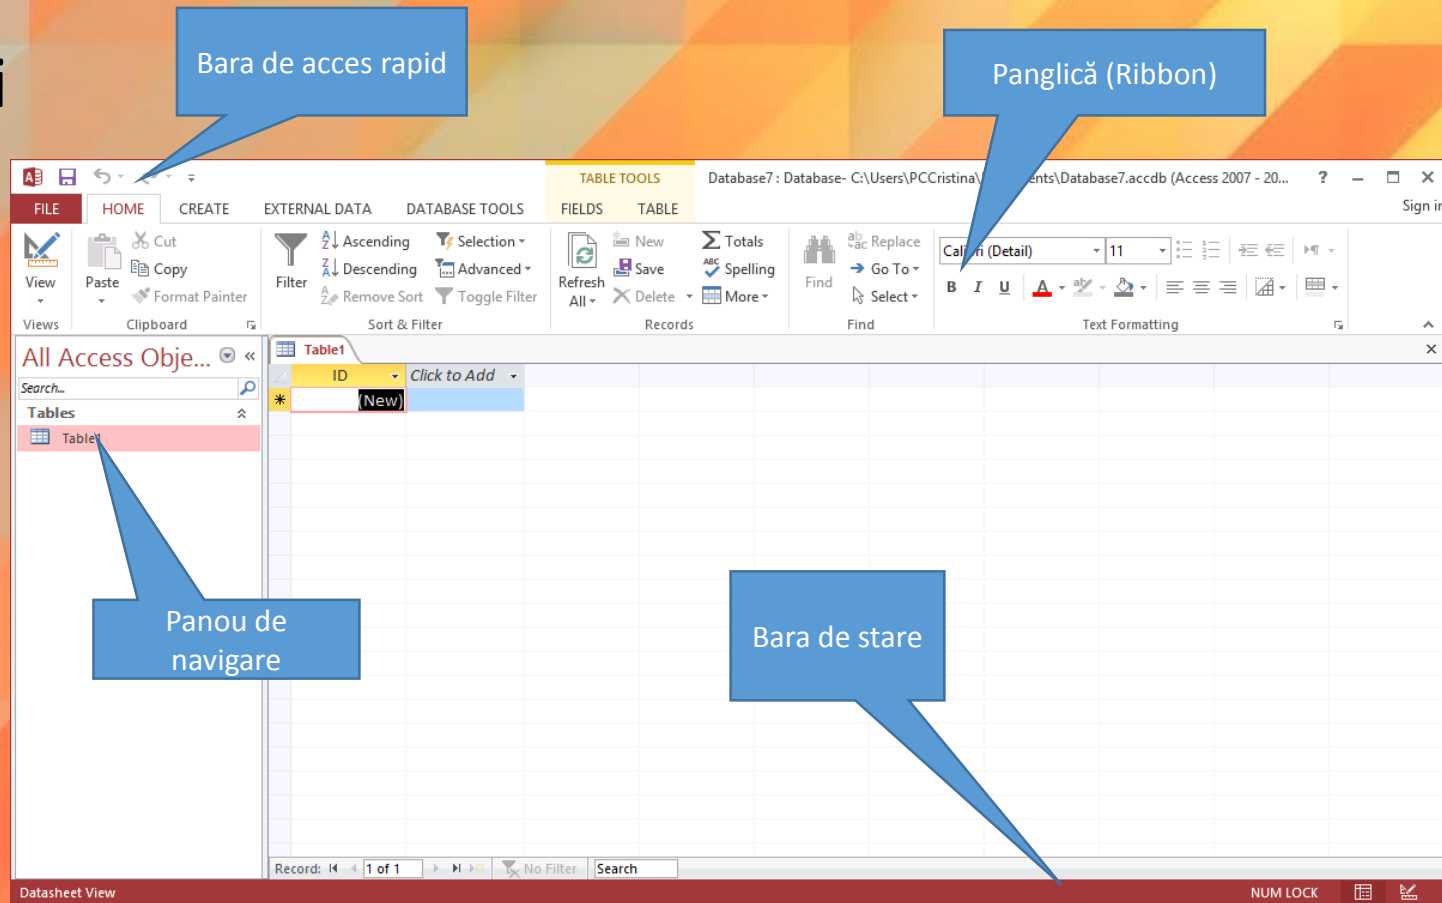 i
Bara de acces rapid
Panglică (Ribbon)
TABLE TOOLS
Database7 : Database- C:\Users\PCCristina\ ents\Database7.accdb (Access 2007 - 20...
?
FILE HOME CREATE EXTERNAL DATA DATABASE TOOLS FIELDS TABLE
Sign in
View
Paste
Cut
Copy
Format Painter
Filter
Ascending
Descending
Remove Sort
Selection
Advanced
Toggle Filter
Refresh
All
New
Save
Delete
Totals
Spelling
More
Find
Replace
Go To
Select
(Detail) 11
B I U A
Views Clipboard Sort & Filter Records Find Text Formatting
All Access Obje...
Search...
Tables
Table1
Table1
ID Click to Add
(New)
Panou de
navigare
Bara de stare
Record: 1 of 1 No Filter Search
Datasheet View NUM LOCK